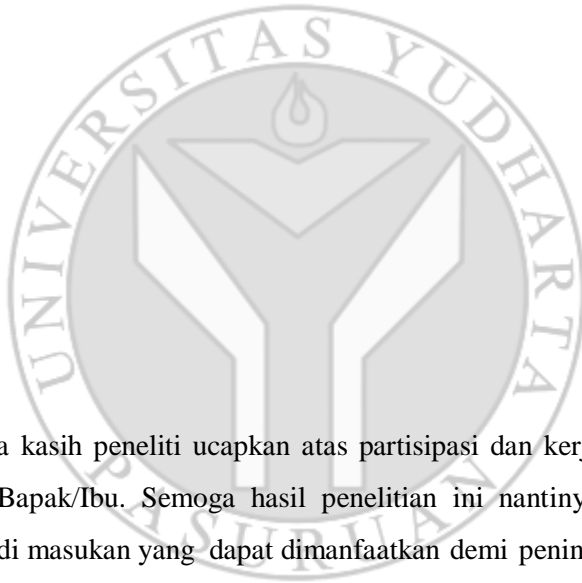 UNIVERSITAS YUDHARTA
PASURUAN
a kasih peneliti ucapkan atas partisipasi dan kerj
Bapak/Ibu. Semoga hasil penelitian ini nantiny
di masukan yang dapat dimanfaatkan demi penin